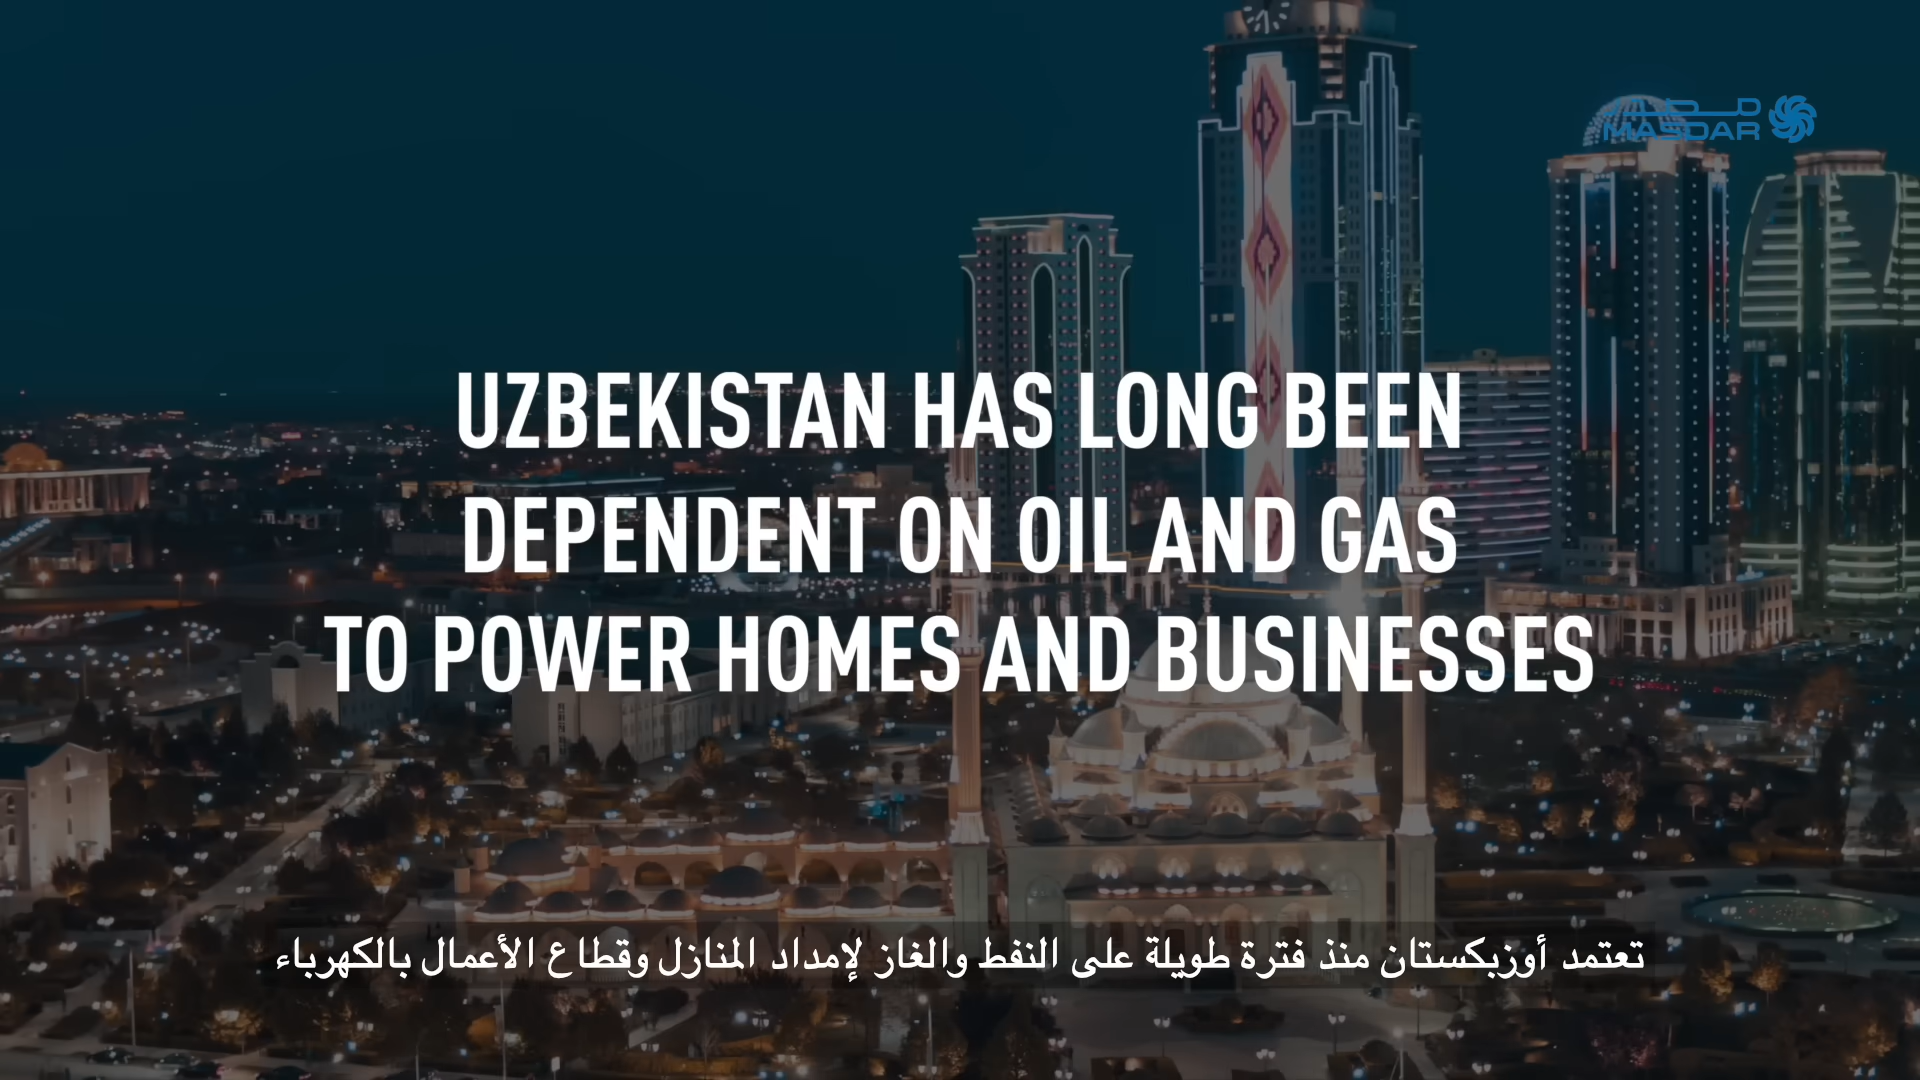 مصدر
MASDAR
UZBEKISTAN HAS LONG BEEN
DEPENDENT ON OIL AND GAS
TO POWER HOMES AND BUSINESSES
تعتمد أوزبكستان منذ فترة طويلة على النفط والغاز لإمداد المنازل وقطاع الأعمال بالكهرباء